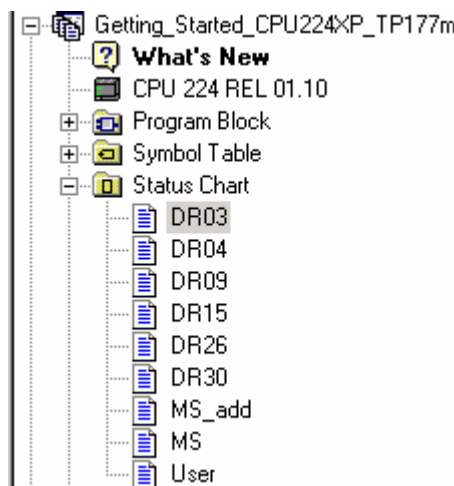 Getting_Started_CPU224XP_TP177m
What's New
CPU 224 REL 01.10
Program Block
Symbol Table
Status Chart
DR03
DR04
DR09
DR15
DR26
DR30
MS_add
MS
User